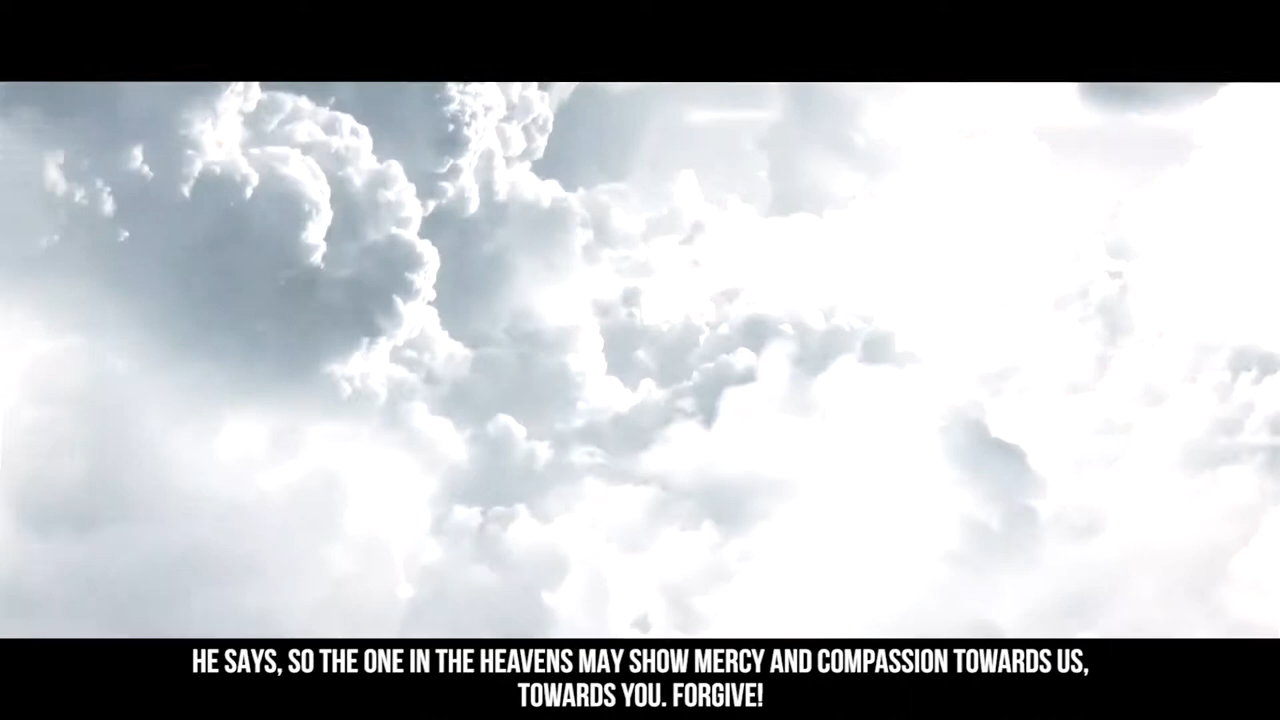 HE SAYS, SO THE ONE IN THE HEAVENS MAY SHOW MERCY AND COMPASSION TOWARDS US,
TOWARDS YOU. FORGIVE!